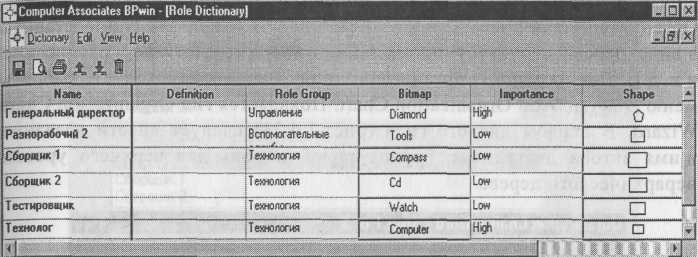 Computer Associates BPwin - [Role Dictionary]
Dictionary Edit View Help
Name Definition Role Group Bitmap Importance Shape
Генеральный директор Управление Diamond High
Разнорабочий 2 Вспомогательные Tools Low
Сборщик 1 Технология Compass Low
Сборщик 2 Технология Cd Low
Тестировщик Технология Watch Low
Технолог Технология Computer High